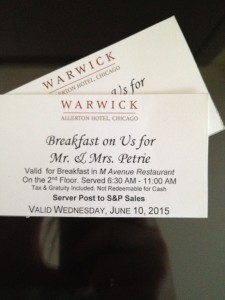 WARWICK
ALLERTON HOTEL, CHICAGO
us for
WARWICK
ALLERTON HOTEL, CHICAGO
Breakfast on Us for
Mr. & Mrs. Petrie
Valid for Breakfast in M Avenue Restaurant
On the 2nd Floor. Served 6:30 AM - 11:00 AM
Tax & Gratuity Included Not Redeemable for Cash
Server Post to S&P Sales
VALID WEDNESDAY, JUNE 10, 2015